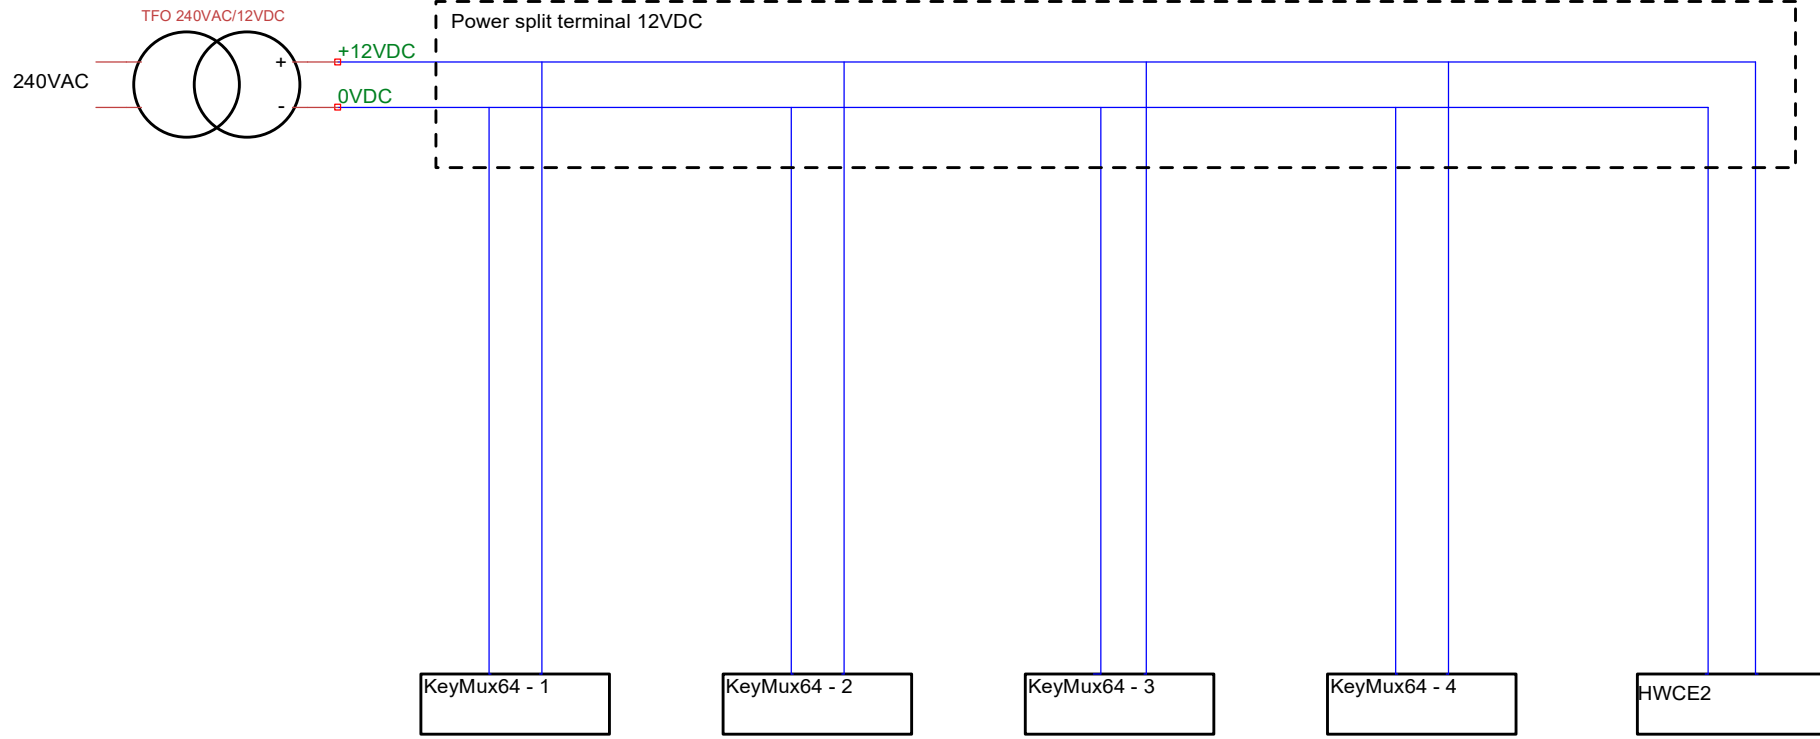 TFO 240VAC/12VDC
Power split terminal 12VDC
+12VDC
+
240VAC
0VDC
-
KeyMux64 - 1
KeyMux64 - 2
KeyMux64 - 3
KeyMux64 - 4
HWCE2